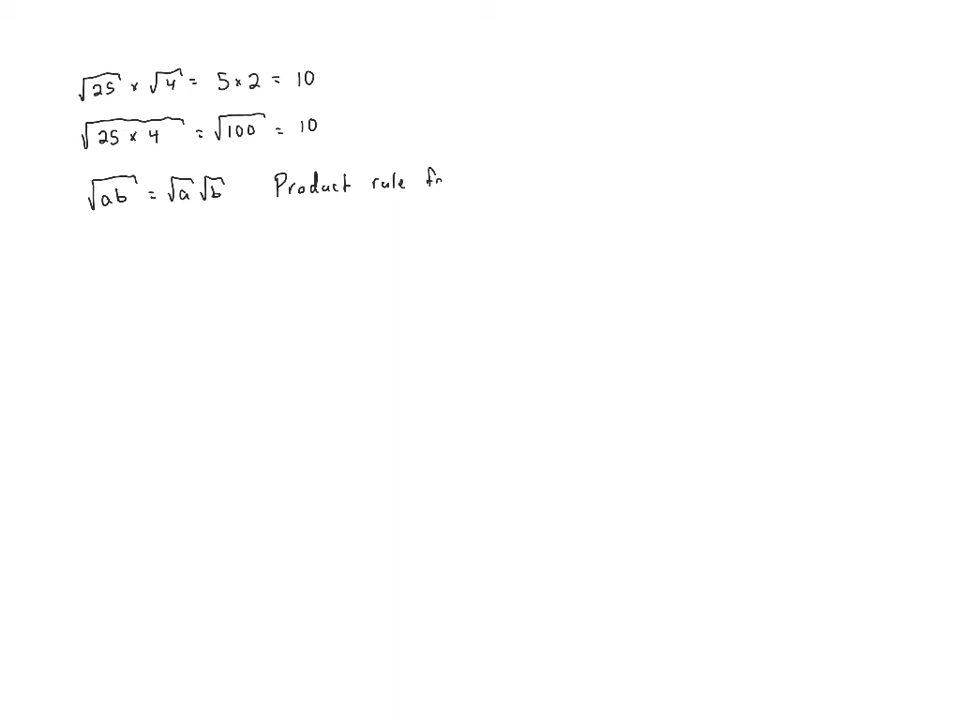 √25 × √4 = 5 × 2 = 10
√25 × 4 = √100 = 10
√ab = √a √b Product rule